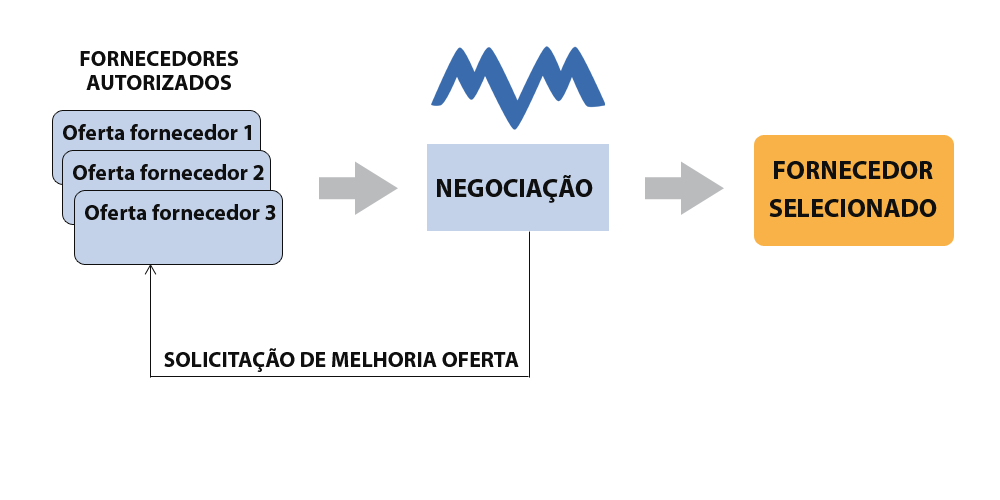 FORNECEDORES
AUTORIZADOS
Oferta fornecedor 1
Oferta fornecedor 2
Oferta fornecedor 3
NEGOCIAÇÃO
FORNECEDOR
SELECIONADO
SOLICITAÇÃO DE MELHORIA OFERTA